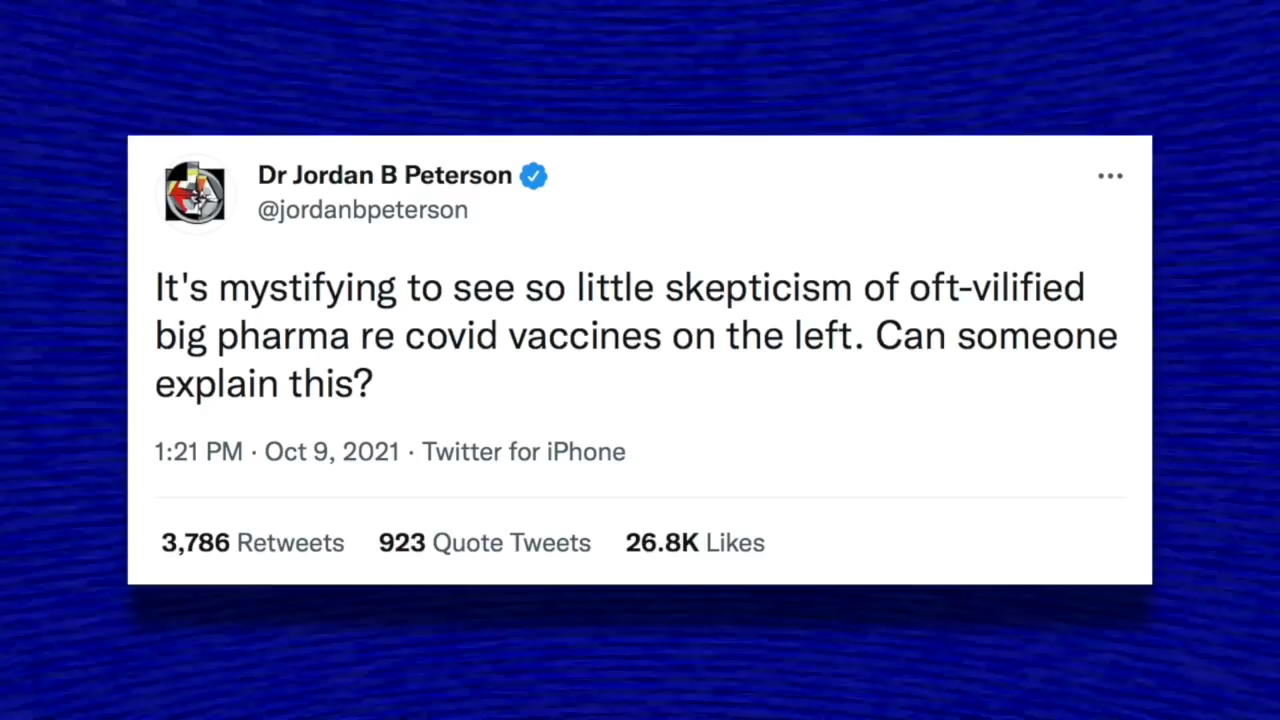 Dr Jordan B Peterson
@jordanbpeterson
It's mystifying to see so little skepticism of oft-vilified
big pharma re covid vaccines on the left. Can someone
explain this?
1:21 PM · Oct 9, 2021 · Twitter for iPhone
3,786 Retweets 923 Quote Tweets 26.8K Likes